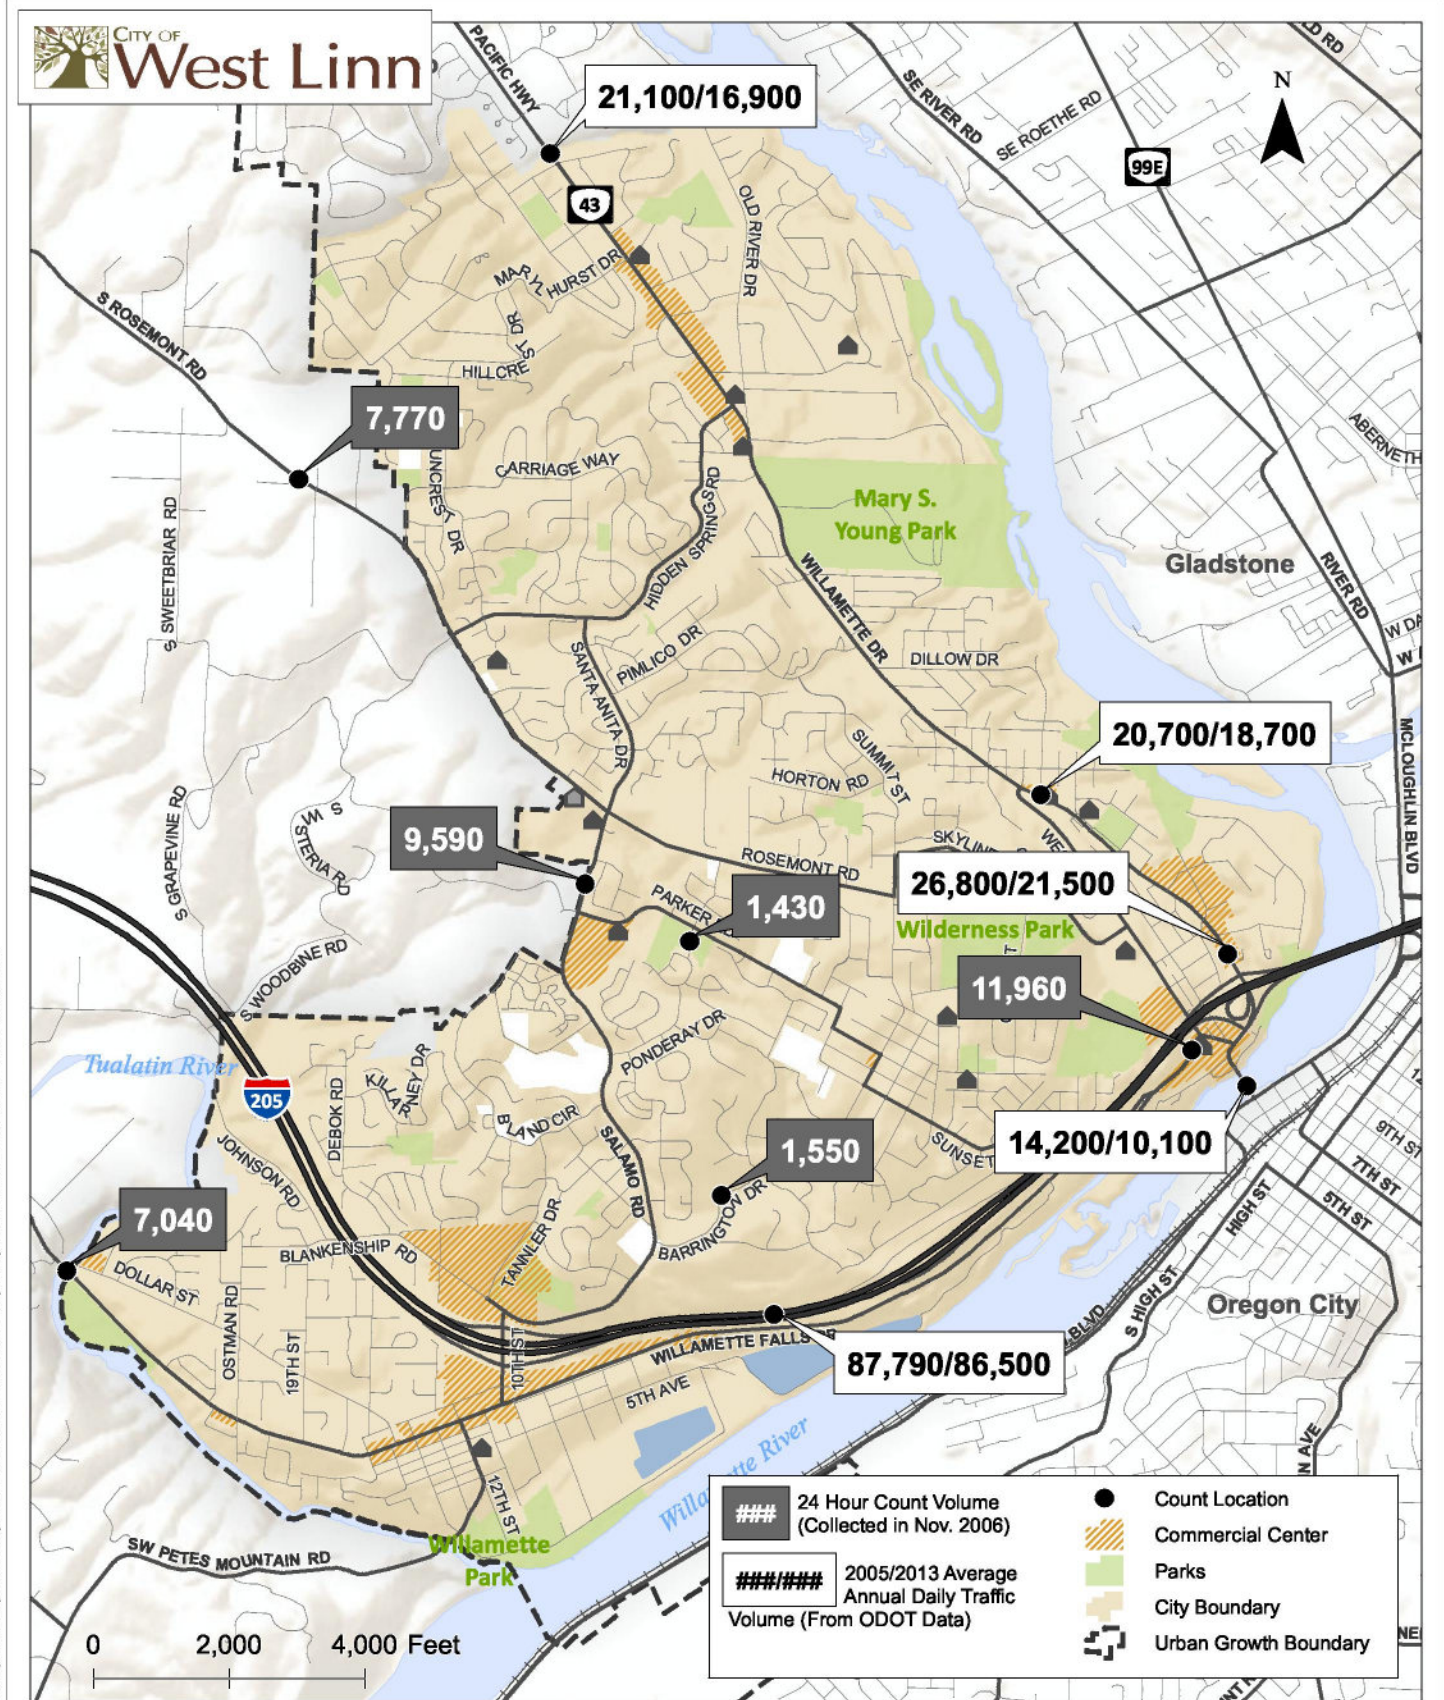 CITY OF
West Linn
PACIFIC HWY
21,100/16,900
43
SE RIVER RD
SE ROETHE RD
99E
N
OLD RIVER DR
MARYLHURST DR
S ROSEMONT RD
HILLCREST DR
7,770
CARRIAGE WAY
HIDDEN SPRINGS RD
Mary S.
Young Park
ABERNETH
Gladstone
RIVER RD
S SWEETBRIAR RD
WILLAMETTE DR
DILLOW DR
PIMLICO DR
SANTA ANITA DR
SUMMIT ST
HORTON RD
20,700/18,700
MCLOUGHLIN BLVD
S GRAPEVINE RD
S WISTERIA RD
9,590
ROSEMONT RD
PARKER
1,430
26,800/21,500
Wilderness Park
11,960
S WOODBINE RD
Tualatin River
205
PONDERAY DR
KILLARNEY DR
DEBOK RD
BLAND CIR
SALAMO RD
JOHNSON RD
1,550
SUNSET
14,200/10,100
9TH ST
7TH ST
5TH ST
HIGH ST
S HIGH ST
7,040
BARRINGTON DR
TANNLER DR
BLANKENSHIP RD
DOLLAR ST
OSTMAN RD
19TH ST
10TH ST
Oregon City
BLVD
WILLAMETTE FALLS
87,790/86,500
5TH AVE
Willamette River
12TH ST
Willamette
Park
SW PETES MOUNTAIN RD
0 2,000 4,000 Feet
### 24 Hour Count Volume
(Collected in Nov. 2006)
###/### 2005/2013 Average
Annual Daily Traffic
Volume (From ODOT Data)
Count Location
Commercial Center
Parks
City Boundary
Urban Growth Boundary